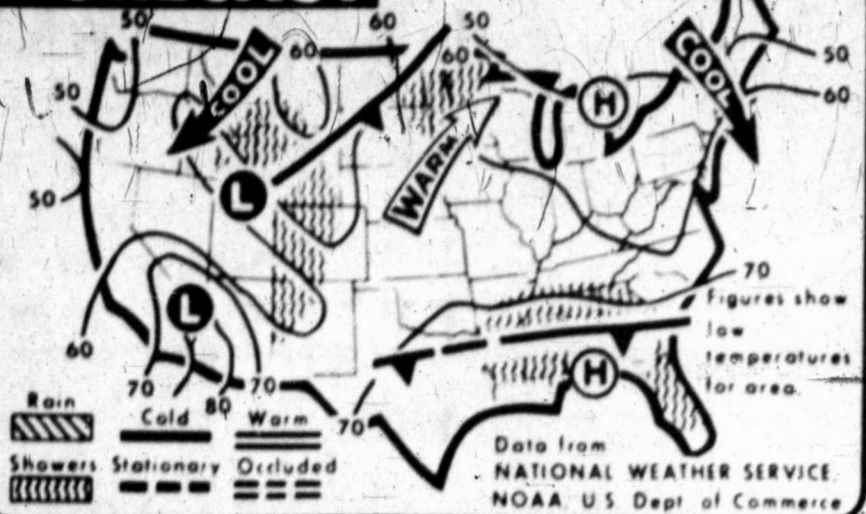 50
60
50
50
60
60
50
60
COOL
COOL
H
50
WARM
L
50
L
70
Figures show
low
temperatures
for area.
60
70
80
70
70
H
Rain
Cold
Warm
Showers
Stationary
Occluded
Data from
NATIONAL WEATHER SERVICE,
NOAA, U.S. Dept. of Commerce